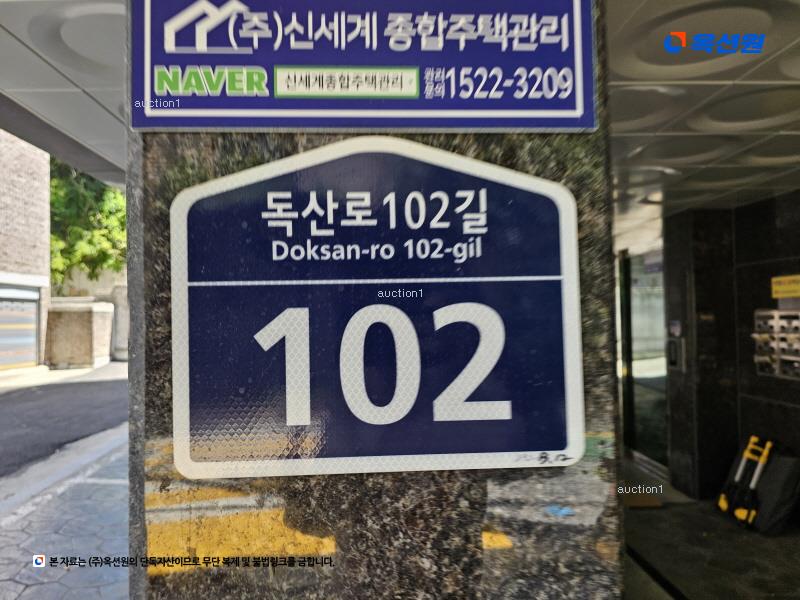 (주)신세계 종합주택관리
옥션원
NAVER 신세계종합주택관리 관리문의 1522-3209
auction1
독산로102길
Doksan-ro 102-gil
auction1
102
auction1
본 자료는 (주)옥션원의 단독자산이므로 무단 복제 및 불법링크를 금합니다.